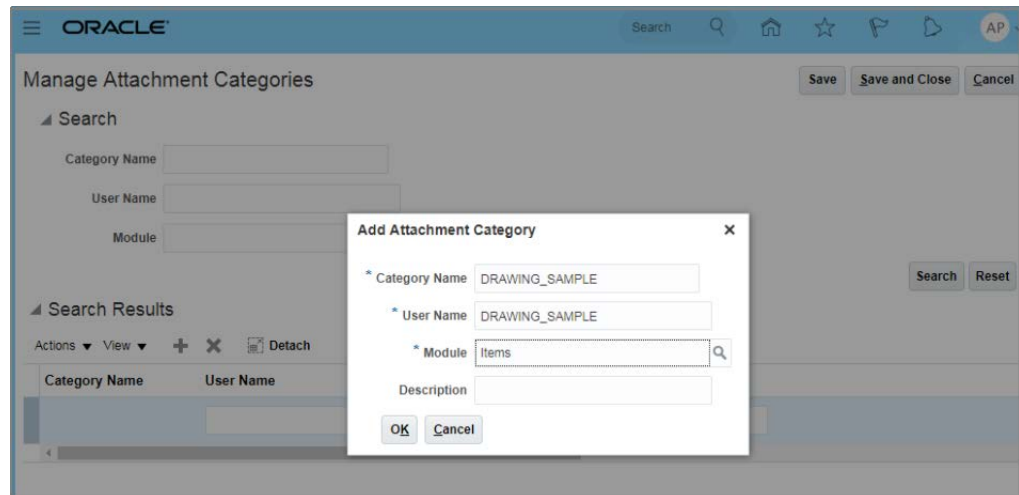 ORACLE
Search
AP
Manage Attachment Categories
Save
Save and Close
Cancel
Search
Category Name
User Name
Module
Search
Reset
Add Attachment Category
* Category Name DRAWING_SAMPLE
* User Name DRAWING_SAMPLE
* Module Items
Description
OK
Cancel
Search Results
Actions View Detach
Category Name User Name